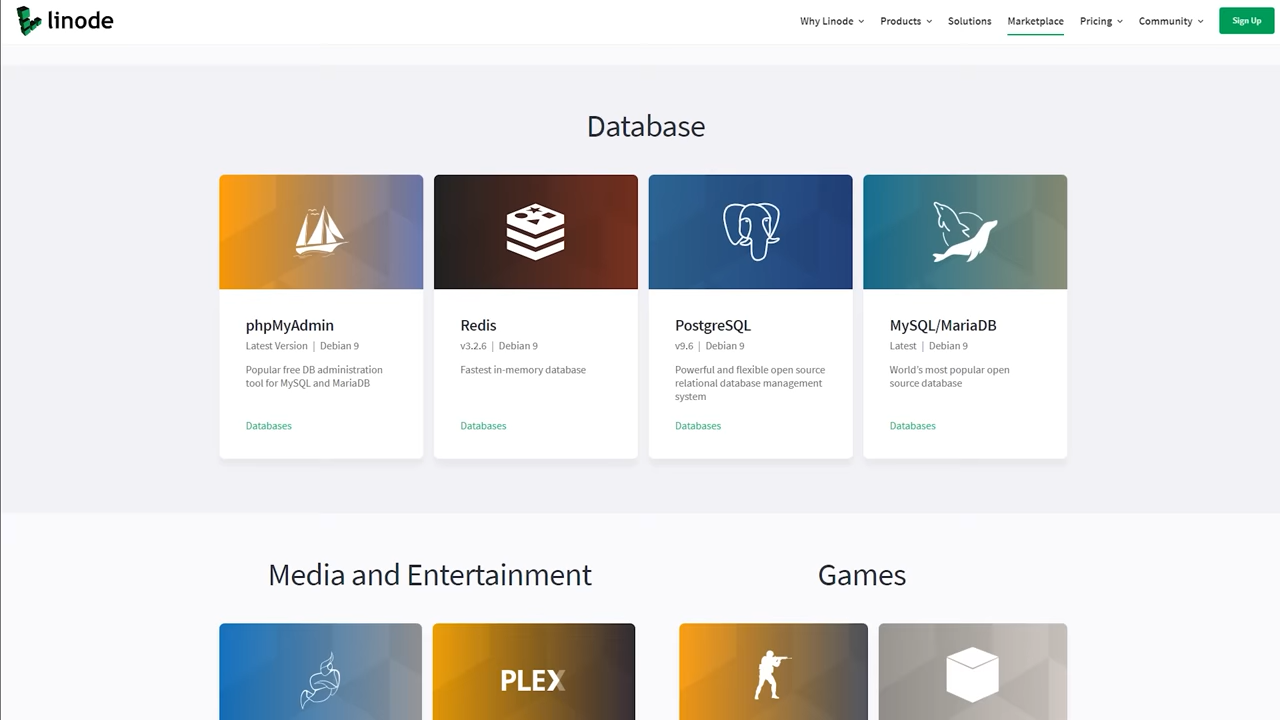 linode
Why Linode
Products
Solutions
Marketplace
Pricing
Community
Sign Up
Database
phpMyAdmin
Latest Version | Debian 9
Popular free DB administration
tool for MySQL and MariaDB
Databases
Redis
v3.2.6 | Debian 9
Fastest in-memory database
Databases
PostgreSQL
v9.6 | Debian 9
Powerful and flexible open source
relational database management
system
Databases
MySQL/MariaDB
Latest | Debian 9
World's most popular open
source database
Databases
Media and Entertainment
PLEX
Games